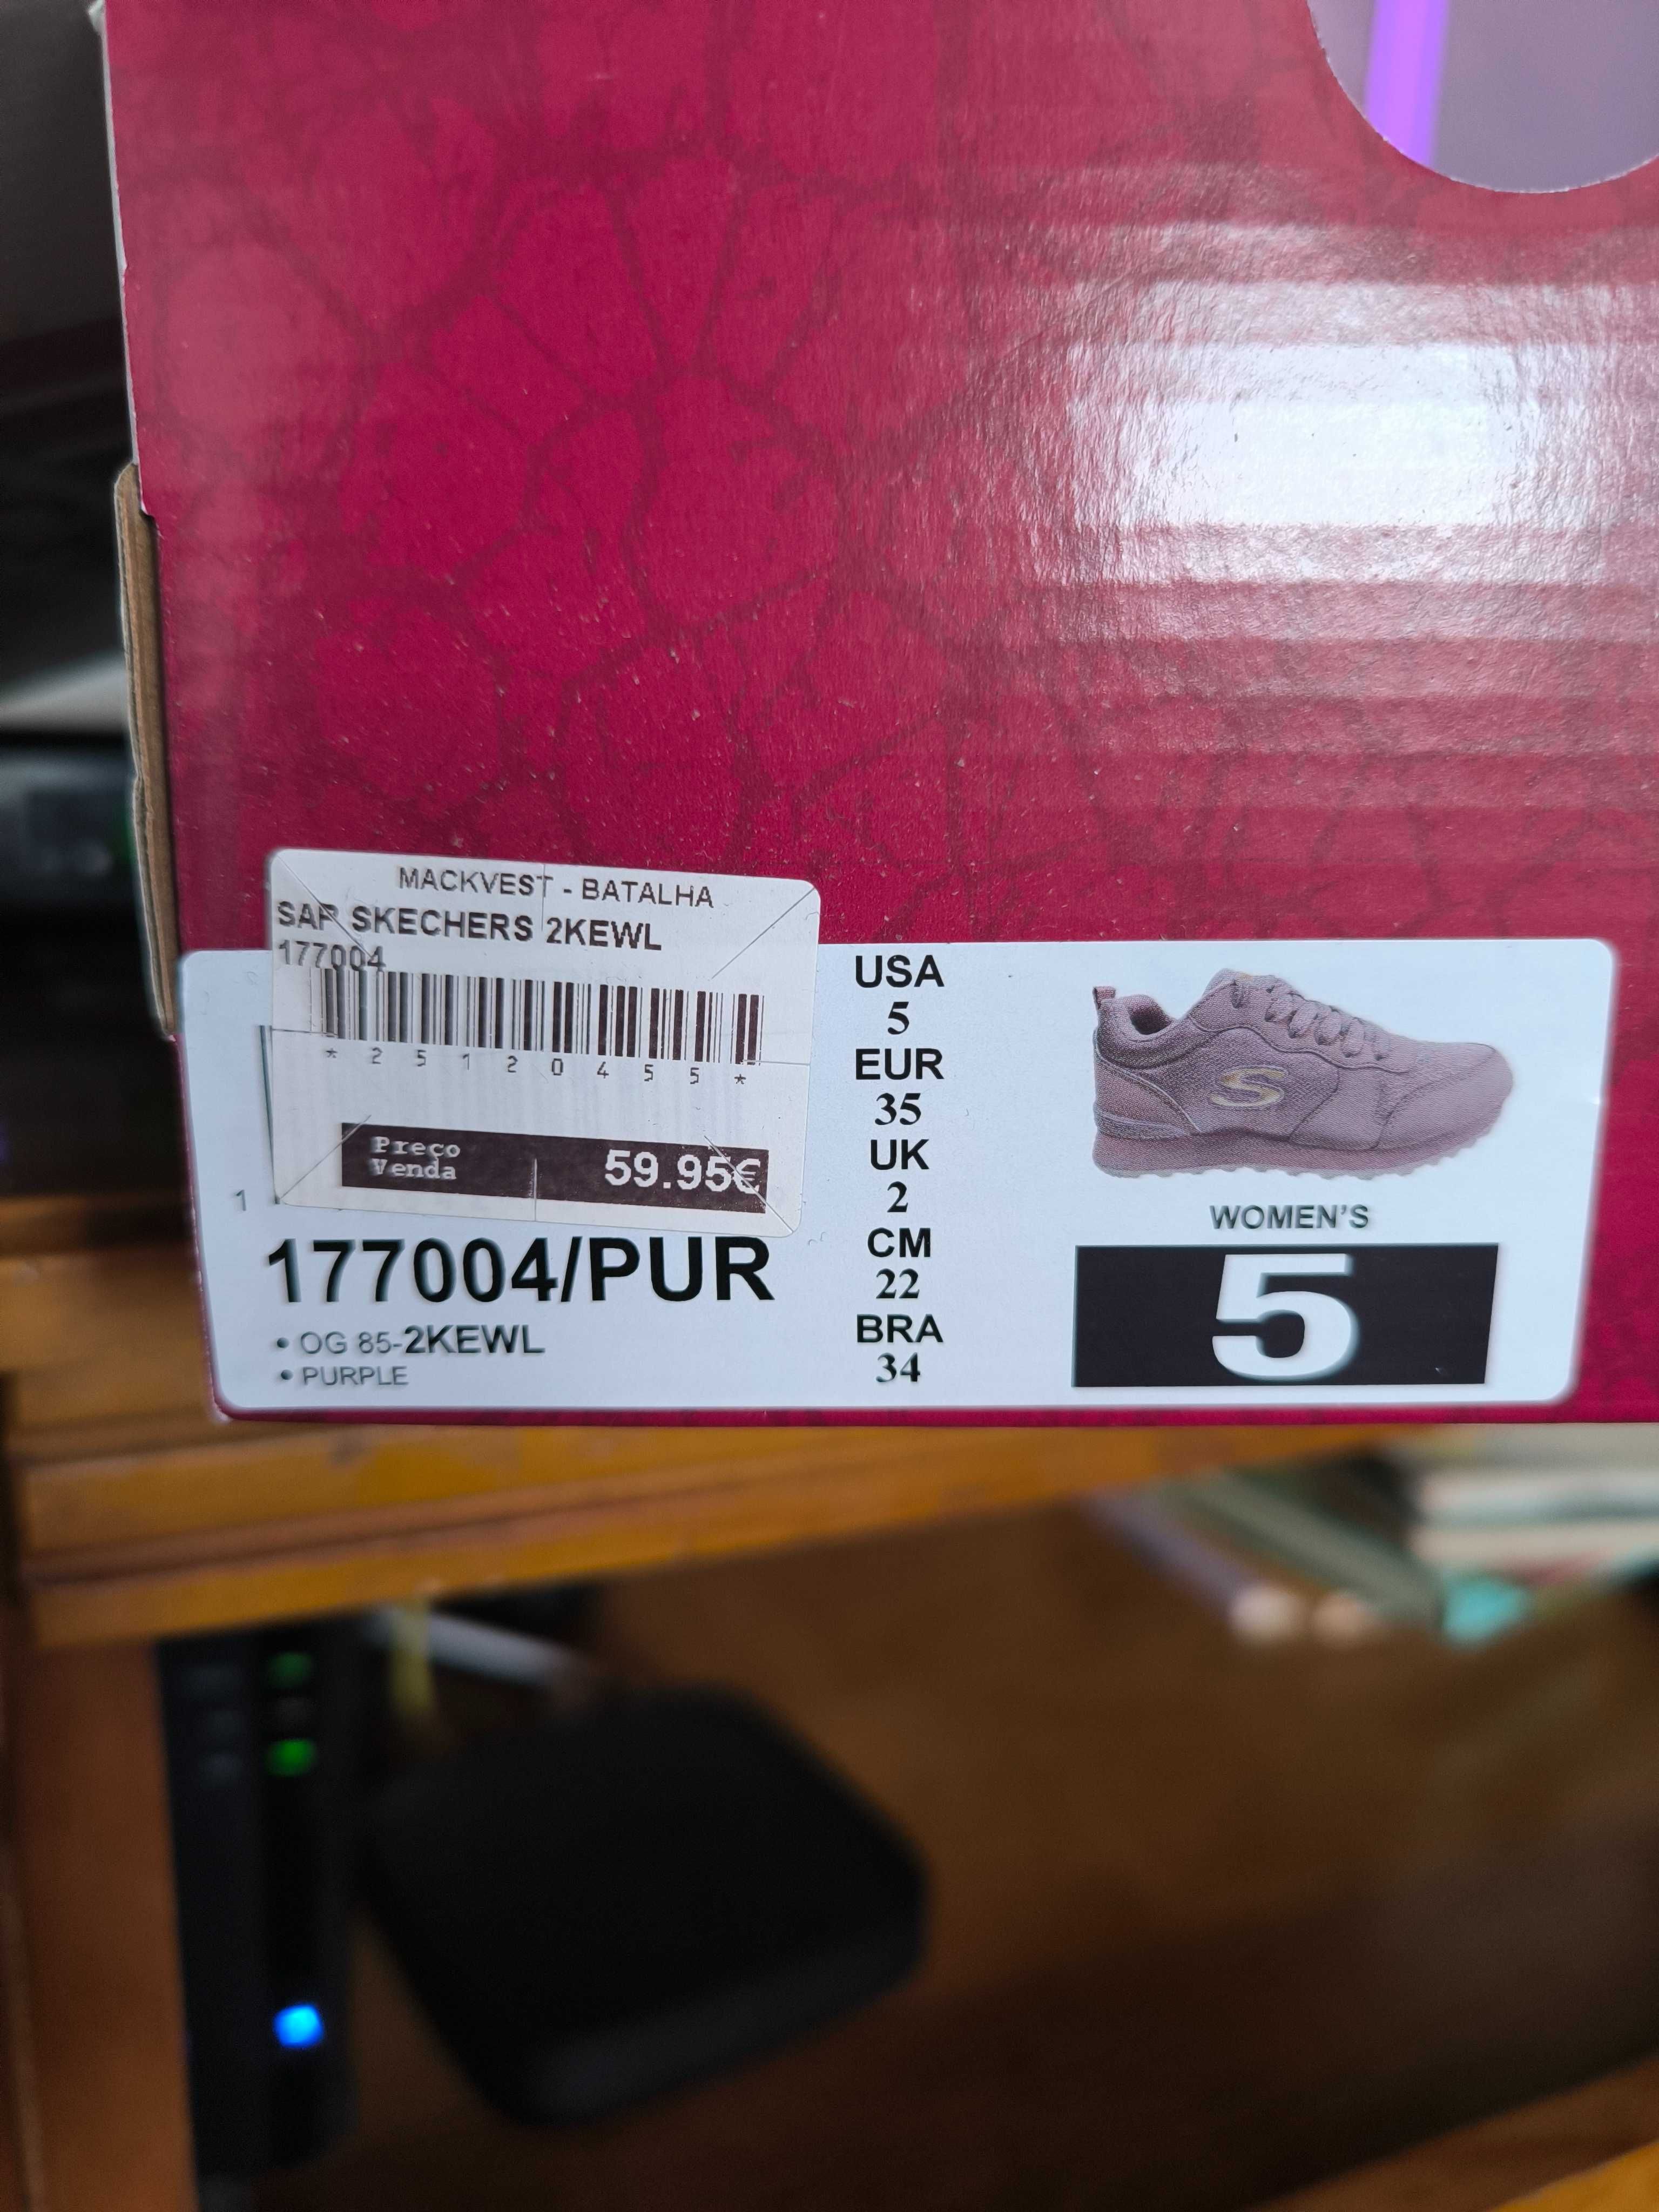 MACKVEST - BATALHA
SAP SKECHERS 2KEWL
177004
* 2 5 1 2 0 4 5 5 *
Preço
Venda
59.95€
1
177004/PUR
• OG 85-2KEWL
• PURPLE
USA
5
EUR
35
UK
2
CM
22
BRA
34
S
WOMEN'S
5